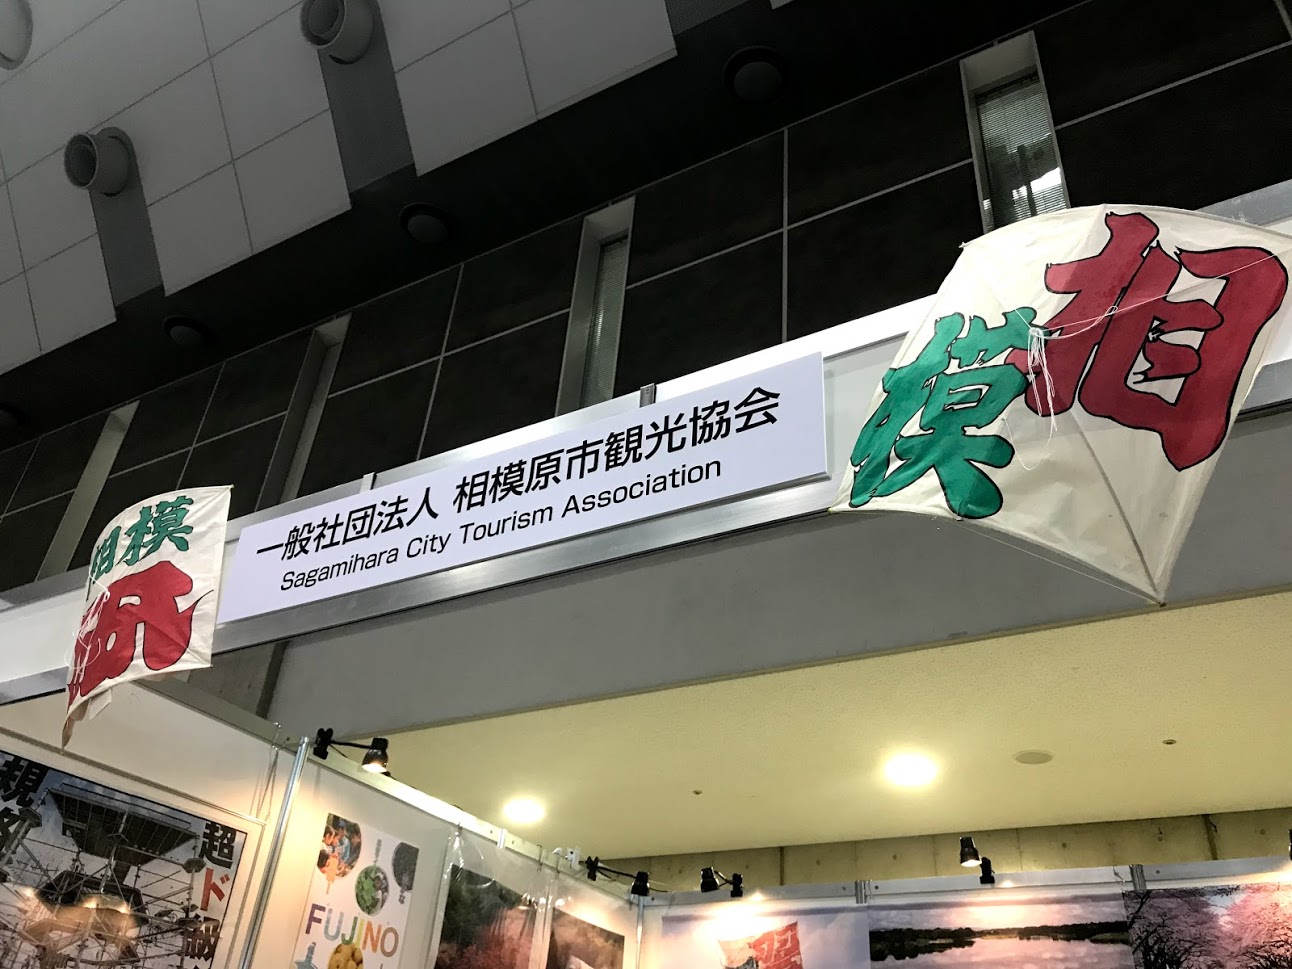 一般社団法人 相模原市観光協会
Sagamihara City Tourism Association
相
模
相模
超ド級
FUJINO